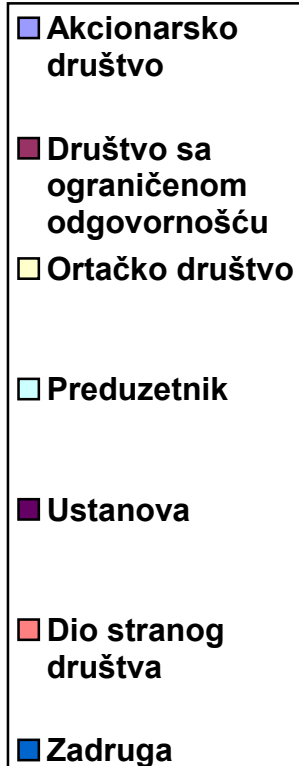 Akcionarsko
društvo
Društvo sa
ograničenom
odgovornošću
Ortačko društvo
Preduzetnik
Ustanova
Dio stranog
društva
Zadruga